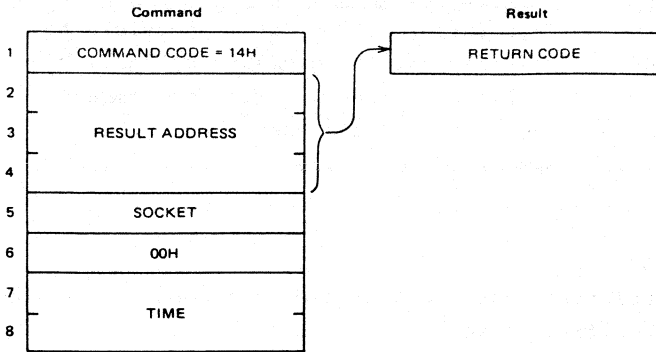 Command
Result
1
COMMAND CODE = 14H
RETURN CODE
2
3
RESULT ADDRESS
4
5
SOCKET
6
00H
7
TIME
8